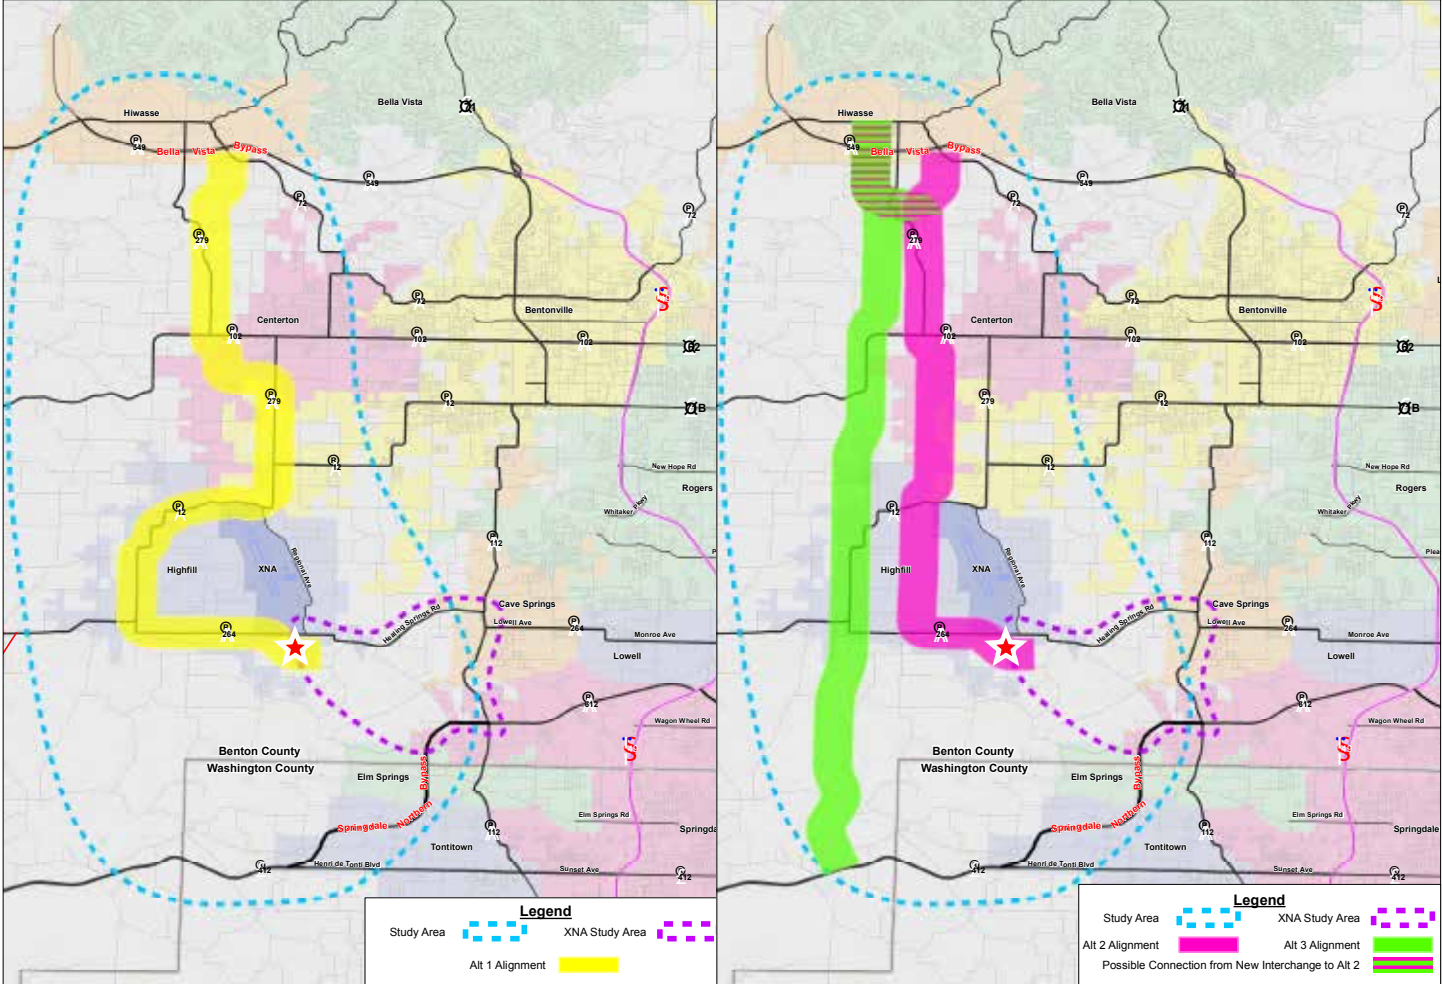 Hiwasse
Bella Vista
71
549
Bella Vista Bypass
549
72
72
279
72
Bentonville
Centerton
102
102
102
62
279
12
B
12
New Hope Rd
Rogers
12
Whitaker Pkwy
112
Highfill
XNA
Regional Ave
Cave Springs
Healing Springs Rd
Lowell Ave
264
264
Monroe Ave
Lowell
612
Wagon Wheel Rd
Benton County
Washington County
Elm Springs
Bypass
Springdale Northern
Elm Springs Rd
112
Springda
Tontitown
412
Henri de Tonti Blvd
Sunset Ave
412
Legend
Study Area
XNA Study Area
Alt 1 Alignment
Hiwasse
Bella Vista
71
549
Bella Vista Bypass
549
72
72
279
72
Bentonville
Centerton
102
102
102
62
279
12
B
12
New Hope Rd
Rogers
12
Whitaker Pkwy
112
Plea
Highfill
XNA
Regional Ave
Cave Springs
Healing Springs Rd
Lowell Ave
264
264
Monroe Ave
Lowell
612
Wagon Wheel Rd
Benton County
Washington County
Elm Springs
Bypass
Springdale Northern
Elm Springs Rd
112
Springdale
Tontitown
412
Henri de Tonti Blvd
Sunset Ave
412
Legend
Study Area
XNA Study Area
Alt 2 Alignment
Alt 3 Alignment
Possible Connection from New Interchange to Alt 2